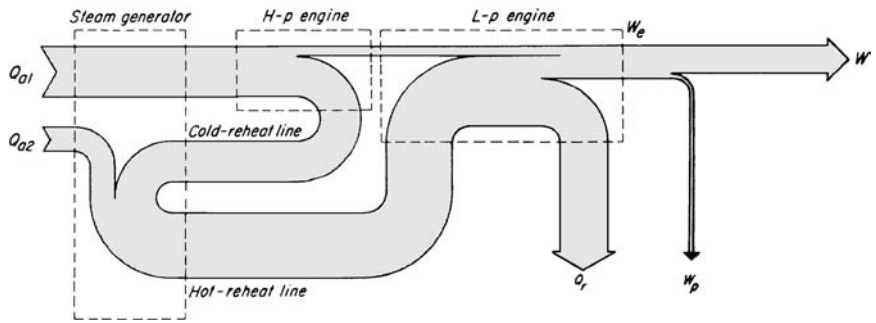 Steam generator
H-p engine
L-p engine
We
Qa1
W
Qa2
Cold-reheat line
Hot-reheat line
Qr
Wp